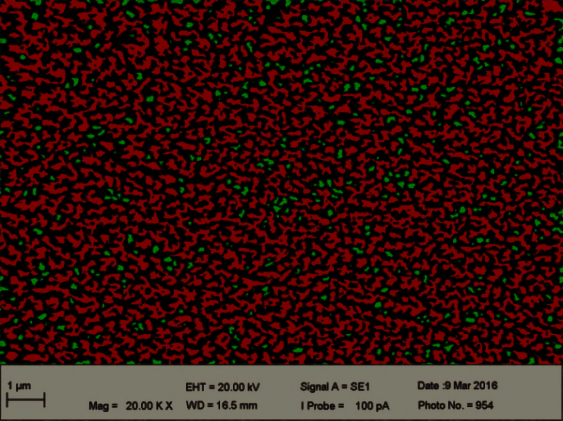 1 µm
EHT = 20.00 kV Signal A = SE1 Date :9 Mar 2016
Mag = 20.00 K X WD = 16.5 mm I Probe = 100 pA Photo No. = 954